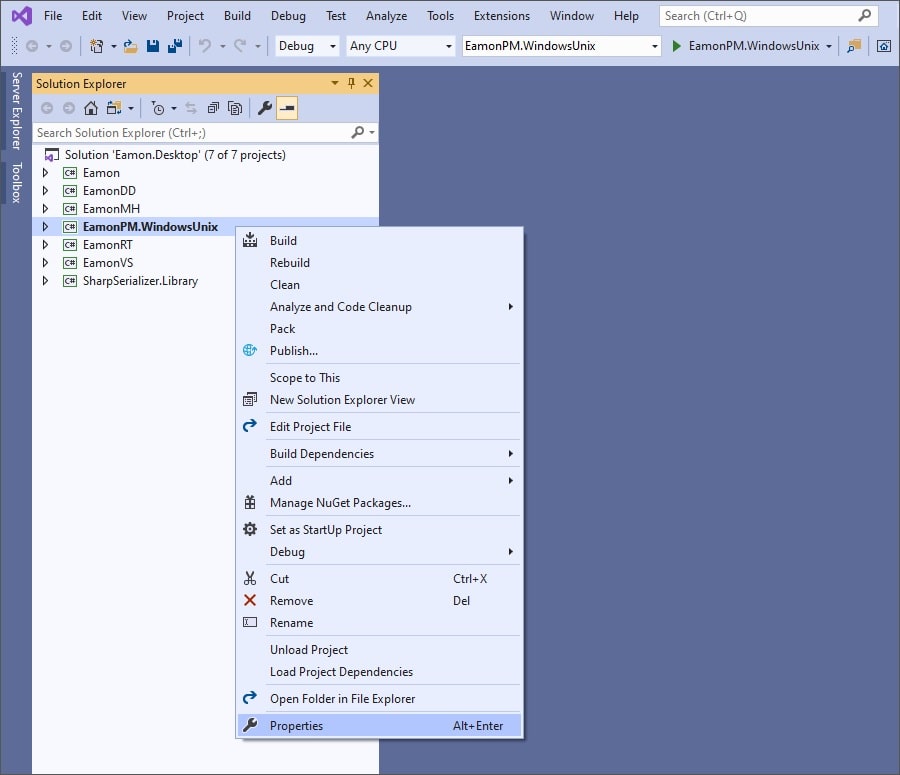 File Edit View Project Build Debug Test Analyze Tools Extensions Window Help Search (Ctrl+Q)
Debug Any CPU EamonPM.WindowsUnix EamonPM.WindowsUnix
Server Explorer
Toolbox
Solution Explorer
Search Solution Explorer (Ctrl+;)
Solution 'Eamon.Desktop' (7 of 7 projects)
C# Eamon
C# EamonDD
C# EamonMH
C# EamonPM.WindowsUnix
C# EamonRT
C# EamonVS
C# SharpSerializer.Library
Build
Rebuild
Clean
Analyze and Code Cleanup
Pack
Publish...
Scope to This
New Solution Explorer View
Edit Project File
Build Dependencies
Add
Manage NuGet Packages...
Set as StartUp Project
Debug
Cut Ctrl+X
Remove Del
Rename
Unload Project
Load Project Dependencies
Open Folder in File Explorer
Properties Alt+Enter